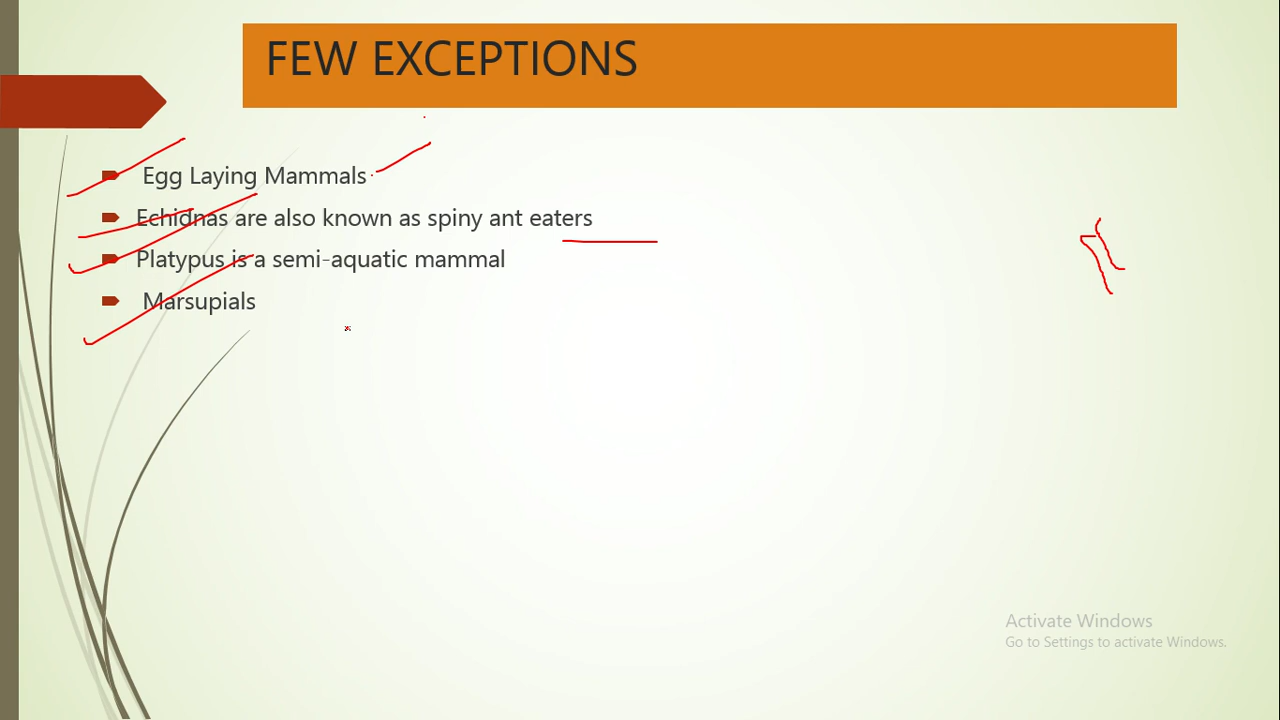 FEW EXCEPTIONS
Egg Laying Mammals
Echidnas are also known as spiny ant eaters
Platypus is a semi-aquatic mammal
Marsupials
Activate Windows
Go to Settings to activate Windows.